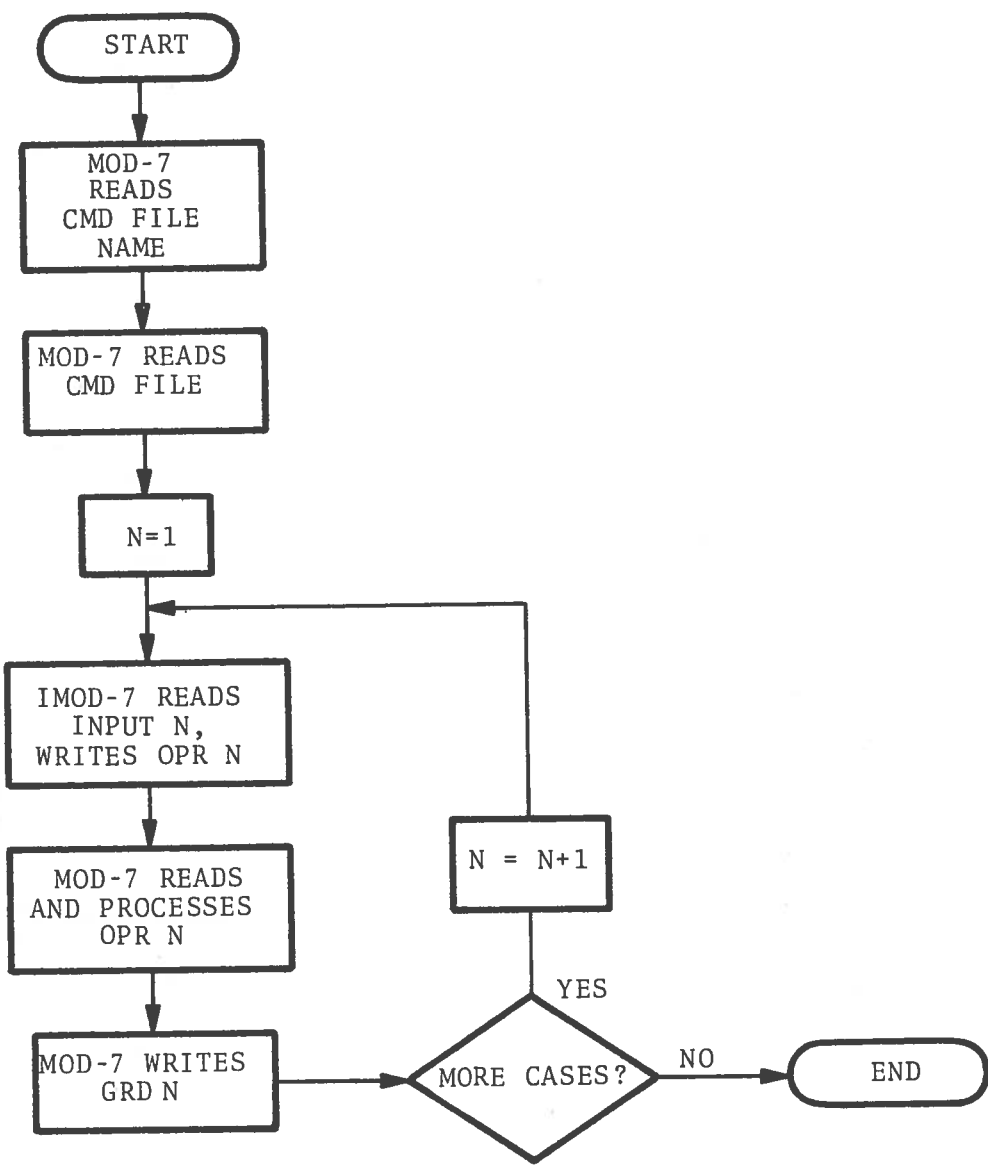 START
MOD-7
READS
CMD FILE
NAME
MOD-7 READS
CMD FILE
N=1
IMOD-7 READS
INPUT N,
WRITES OPR N
MOD-7 READS
AND PROCESSES
OPR N
MOD-7 WRITES
GRD N
MORE CASES?
YES
N = N+1
NO
END